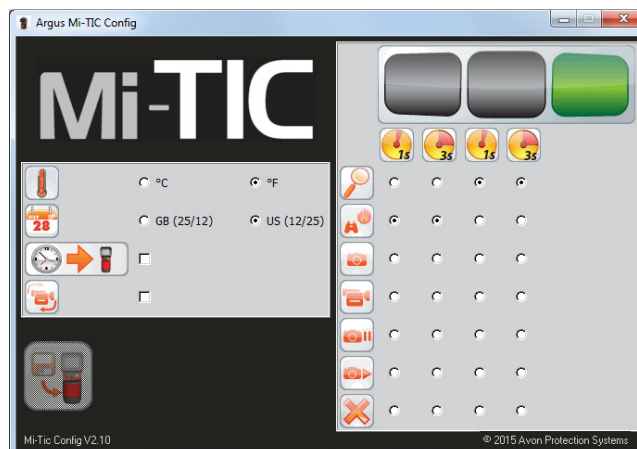 Argus Mi-TIC Config
Mi-TIC
1s 3s 1s 3s
°C °F
28 GB (25/12) US (12/25)
Mi-Tic Config V2.10
© 2015 Avon Protection Systems